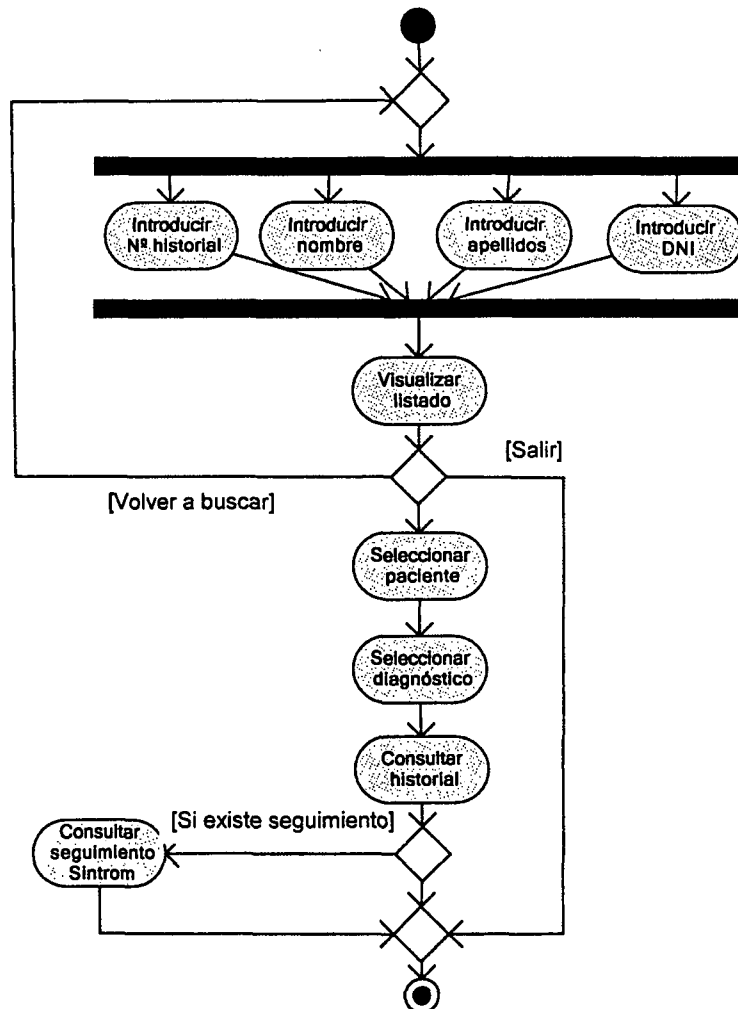 Introducir
Nº historial
Introducir
nombre
Introducir
apellidos
Introducir
DNI
Visualizar
listado
[Salir]
[Volver a buscar]
Seleccionar
paciente
Seleccionar
diagnóstico
Consultar
historial
[Si existe seguimiento]
Consultar
seguimiento
Sintrom